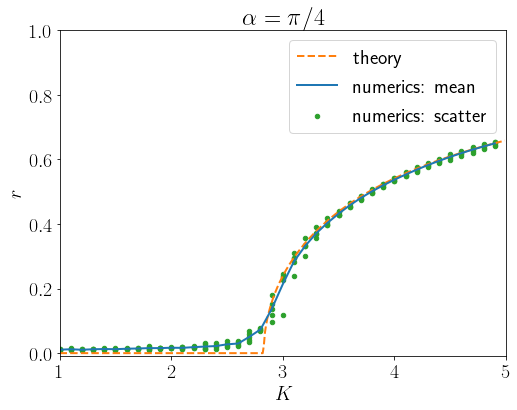 α = π/4
1.0
0.8
0.6
0.4
0.2
0.0
r
theory
numerics: mean
numerics: scatter
1 2 3 4 5
K